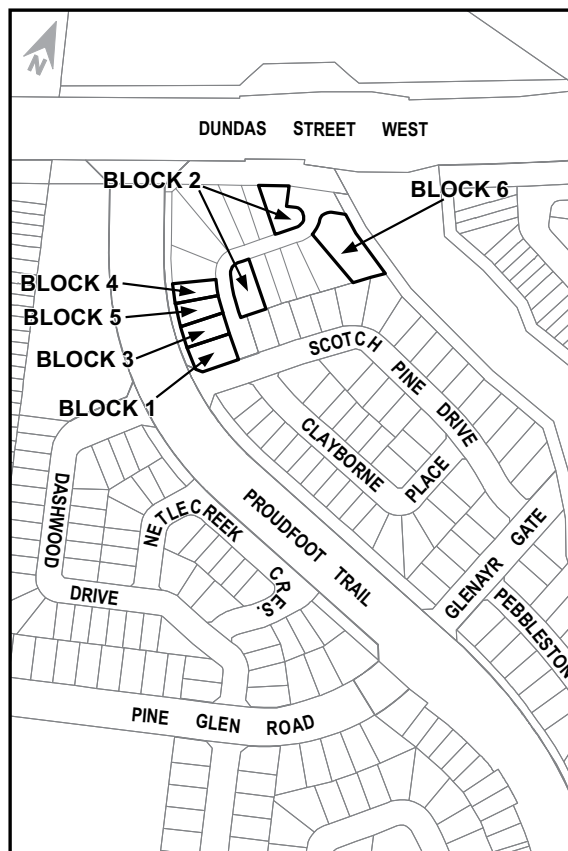 N
DUNDAS STREET WEST
BLOCK 2
BLOCK 6
BLOCK 4
BLOCK 5
BLOCK 3
BLOCK 1
SCOTCH PINE DRIVE
CLAYBORNE PLACE
DASHWOOD DRIVE
NETLECREEK CRES.
PROUDFOOT TRAIL
GLENAYR GATE
PEBBLESTON
PINE GLEN ROAD